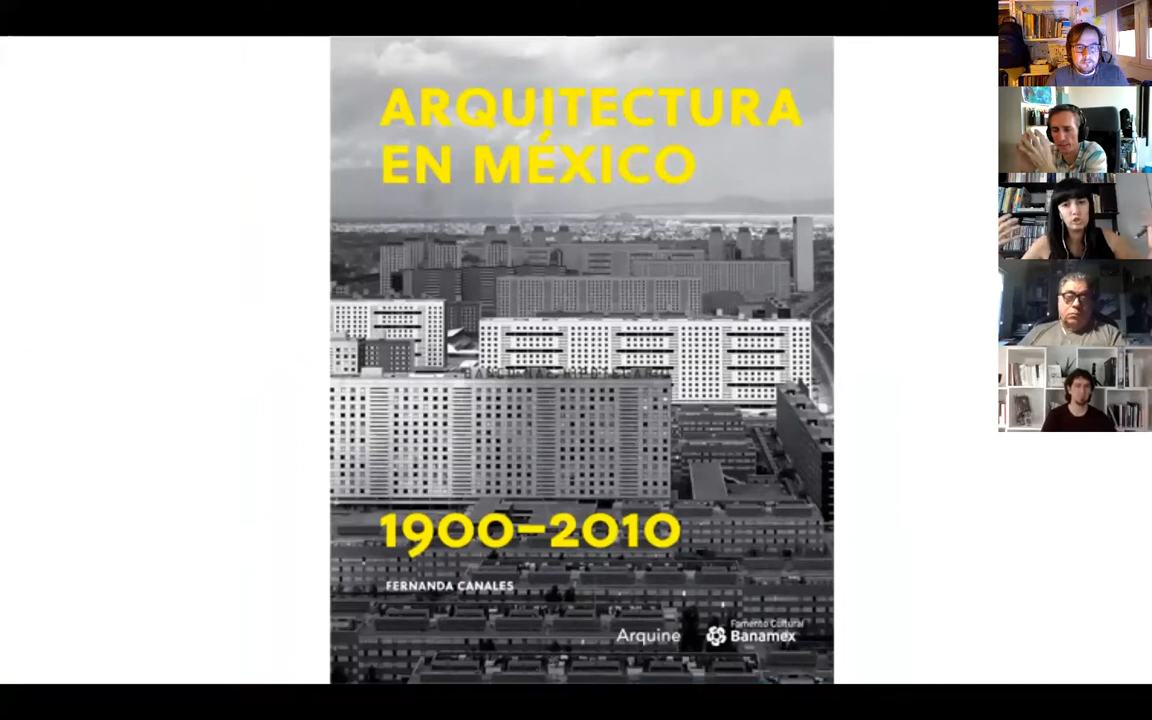 ARQUITECTURA
EN MÉXICO
1900–2010
FERNANDA CANALES
Arquine
Fomento Cultural
Banamex